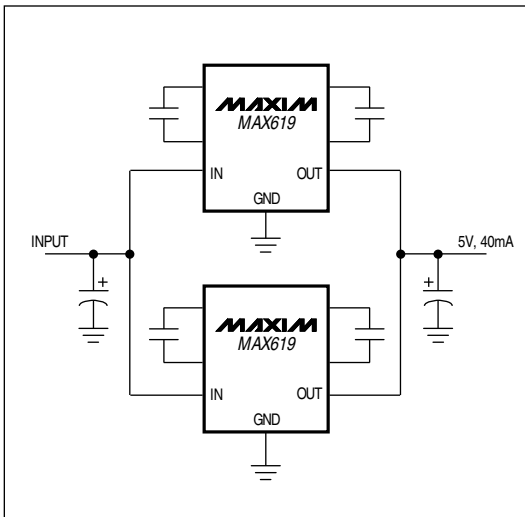 MAXIM
MAX619
IN
OUT
GND
INPUT
+
5V, 40mA
+
MAXIM
MAX619
IN
OUT
GND